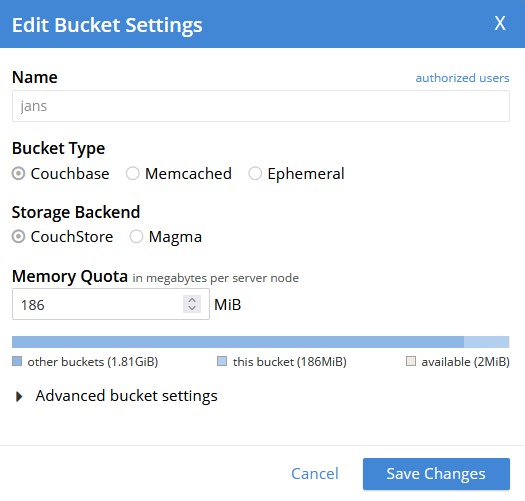 Edit Bucket Settings X
Name authorized users
jans
Bucket Type
Couchbase Memcached Ephemeral
Storage Backend
CouchStore Magma
Memory Quota in megabytes per server node
186 MiB
other buckets (1.81GiB) this bucket (186MiB) available (2MiB)
Advanced bucket settings
Cancel Save Changes